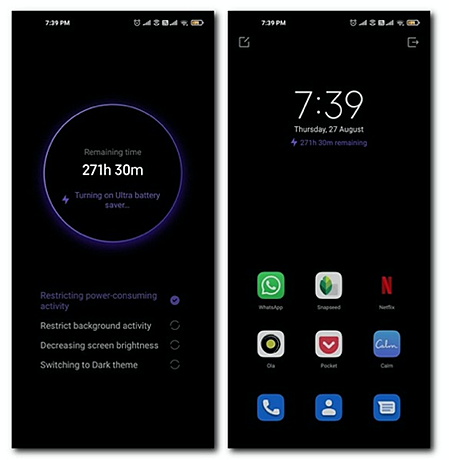 7:39 PM
Remaining time
271h 30m
Turning on Ultra battery
saver...
Restricting power-consuming
activity
Restrict background activity
Decreasing screen brightness
Switching to Dark theme
7:39 PM
7:39
Thursday, 27 August
271h 30m remaining
WhatsApp
Snapseed
Netflix
N
Ola
Pocket
Calm
Calm